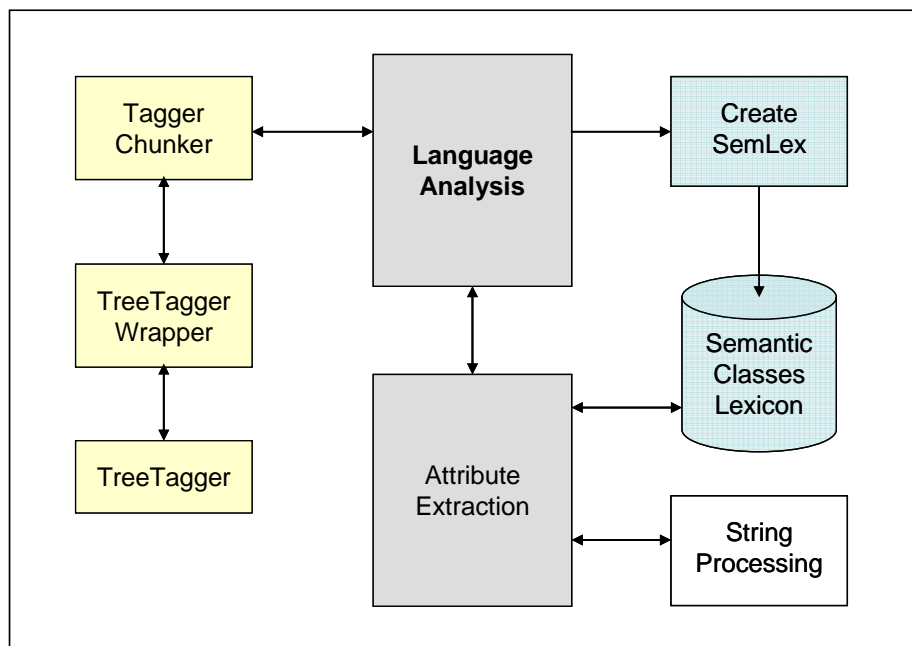 Tagger
Chunker
Language
Analysis
Create
SemLex
TreeTagger
Wrapper
Semantic
Classes
Lexicon
TreeTagger
Attribute
Extraction
String
Processing